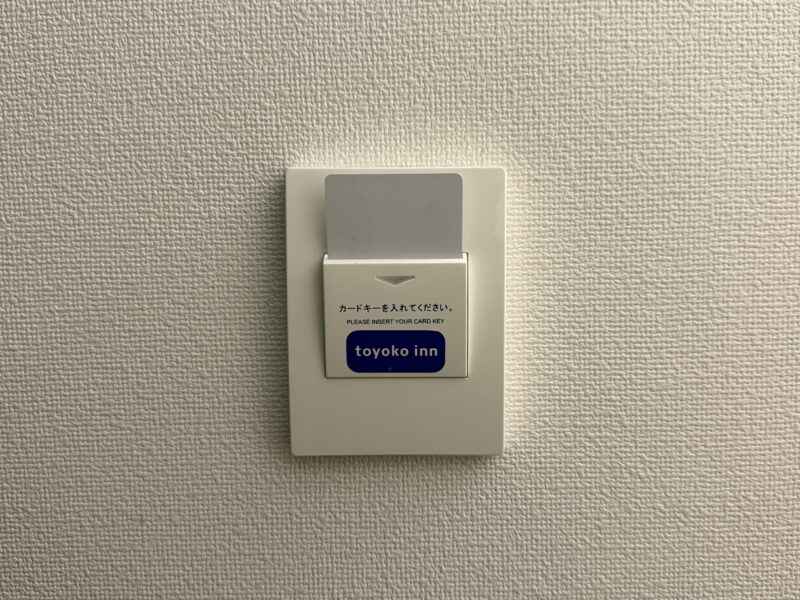 カードキーを入れてください。
PLEASE INSERT YOUR CARD KEY
toyoko inn